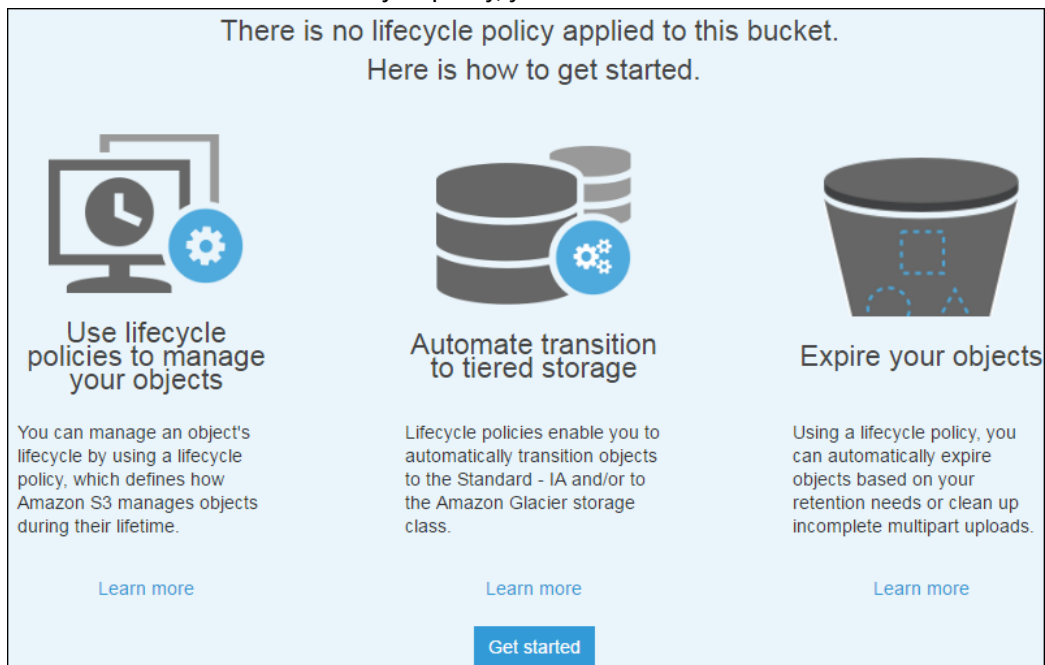 There is no lifecycle policy applied to this bucket.
Here is how to get started.
Use lifecycle
policies to manage
your objects
You can manage an object's
lifecycle by using a lifecycle
policy, which defines how
Amazon S3 manages objects
during their lifetime.
Learn more
Automate transition
to tiered storage
Lifecycle policies enable you to
automatically transition objects
to the Standard - IA and/or to
the Amazon Glacier storage
class.
Learn more
Expire your objects
Using a lifecycle policy, you
can automatically expire
objects based on your
retention needs or clean up
incomplete multipart uploads.
Learn more
Get started